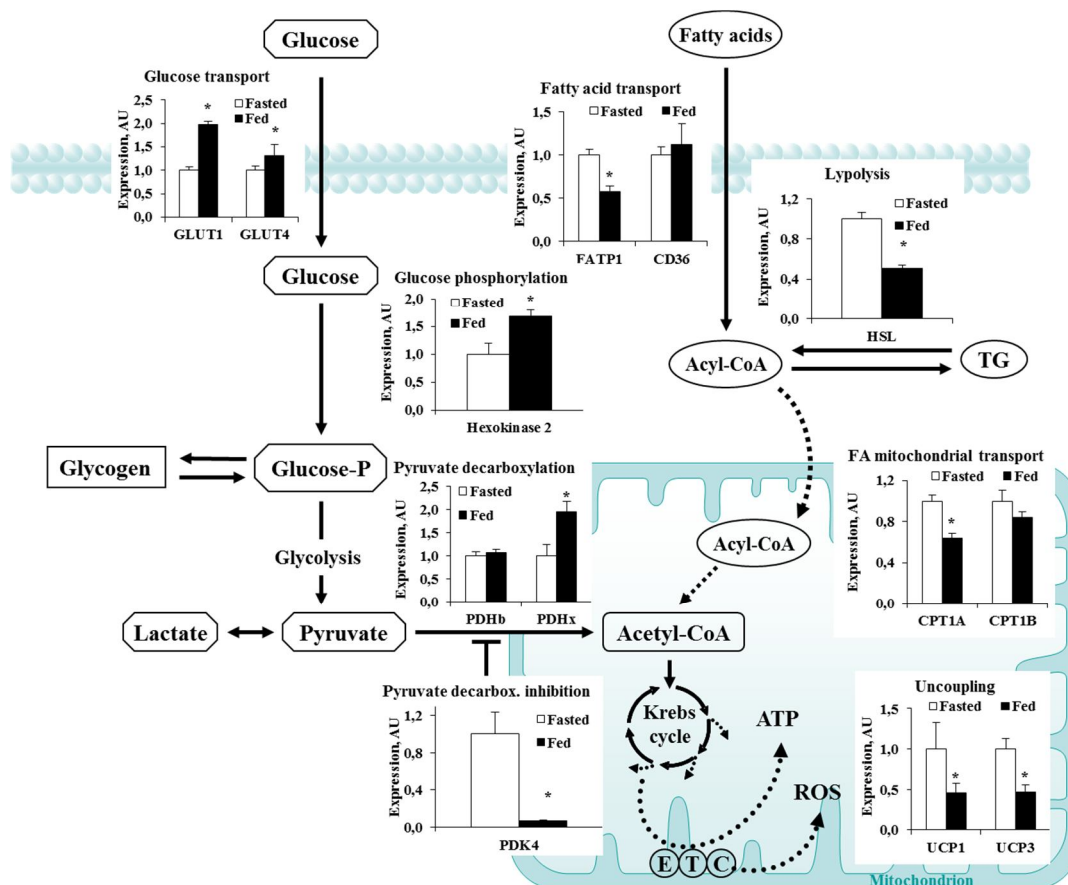 Glucose
Fatty acids
Glucose transport
Expression, AU
2,5
2,0
1,5
1,0
0,5
0,0
Fasted
Fed
*
*
GLUT1 GLUT4
Fatty acid transport
Expression, AU
1,5
1,0
0,5
0,0
Fasted Fed
*
FATP1 CD36
Lypolysis
Expression, AU
1,2
0,8
0,4
0,0
Fasted
Fed
*
HSL
Glucose
Glucose phosphorylation
Expression, AU
2,0
1,5
1,0
0,5
0,0
Fasted
Fed
*
Hexokinase 2
Acyl-CoA
TG
Glycogen
Glucose-P
Pyruvate decarboxylation
Expression, AU
2,5
2,0
1,5
1,0
0,5
0,0
Fasted
Fed
*
PDHb PDHx
FA mitochondrial transport
Expression, AU
1,2
0,8
0,4
0,0
Fasted Fed
*
CPT1A CPT1B
Acyl-CoA
Glycolysis
Lactate
Pyruvate
Acetyl-CoA
Pyruvate decarbox. inhibition
Expression, AU
1,2
0,8
0,4
0,0
Fasted
Fed
*
PDK4
Krebs
cycle
ATP
ROS
E T C
Uncoupling
Expression, AU
1,5
1,0
0,5
0,0
Fasted Fed
*
*
UCP1 UCP3
Mitochondrion